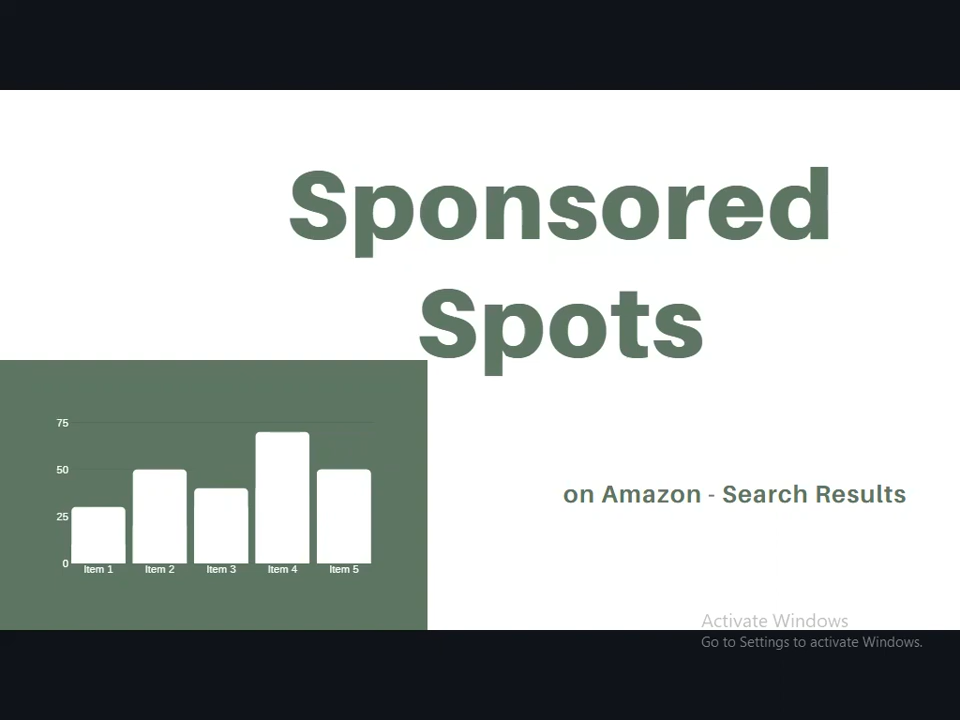 Sponsored
Spots
75
50
25
0
Item 1 Item 2 Item 3 Item 4 Item 5
on Amazon - Search Results
Activate Windows
Go to Settings to activate Windows.